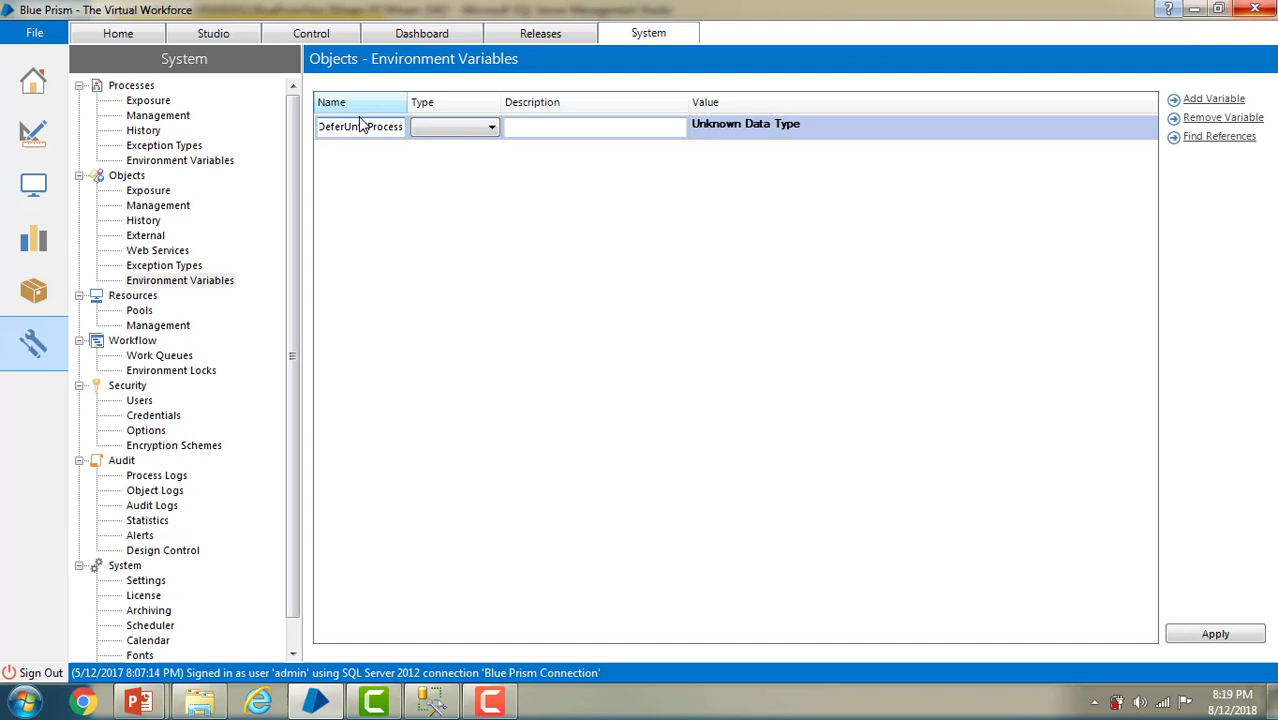 Blue Prism - The Virtual Workforce
Microsoft SQL Server Management Studio
File
Home
Studio
Control
Dashboard
Releases
System
System
Objects - Environment Variables
Processes
Exposure
Management
History
Exception Types
Environment Variables
Objects
Exposure
Management
History
External
Web Services
Exception Types
Environment Variables
Resources
Pools
Management
Workflow
Work Queues
Environment Locks
Security
Users
Credentials
Options
Encryption Schemes
Audit
Process Logs
Object Logs
Audit Logs
Statistics
Alerts
Design Control
System
Settings
License
Archiving
Scheduler
Calendar
Fonts
Name Type Description Value
Unknown Data Type
Add Variable
Remove Variable
Find References
Apply
Sign Out
(5/12/2017 8:07:14 PM) Signed in as user 'admin' using SQL Server 2012 connection 'Blue Prism Connection'
8:19 PM
8/12/2018